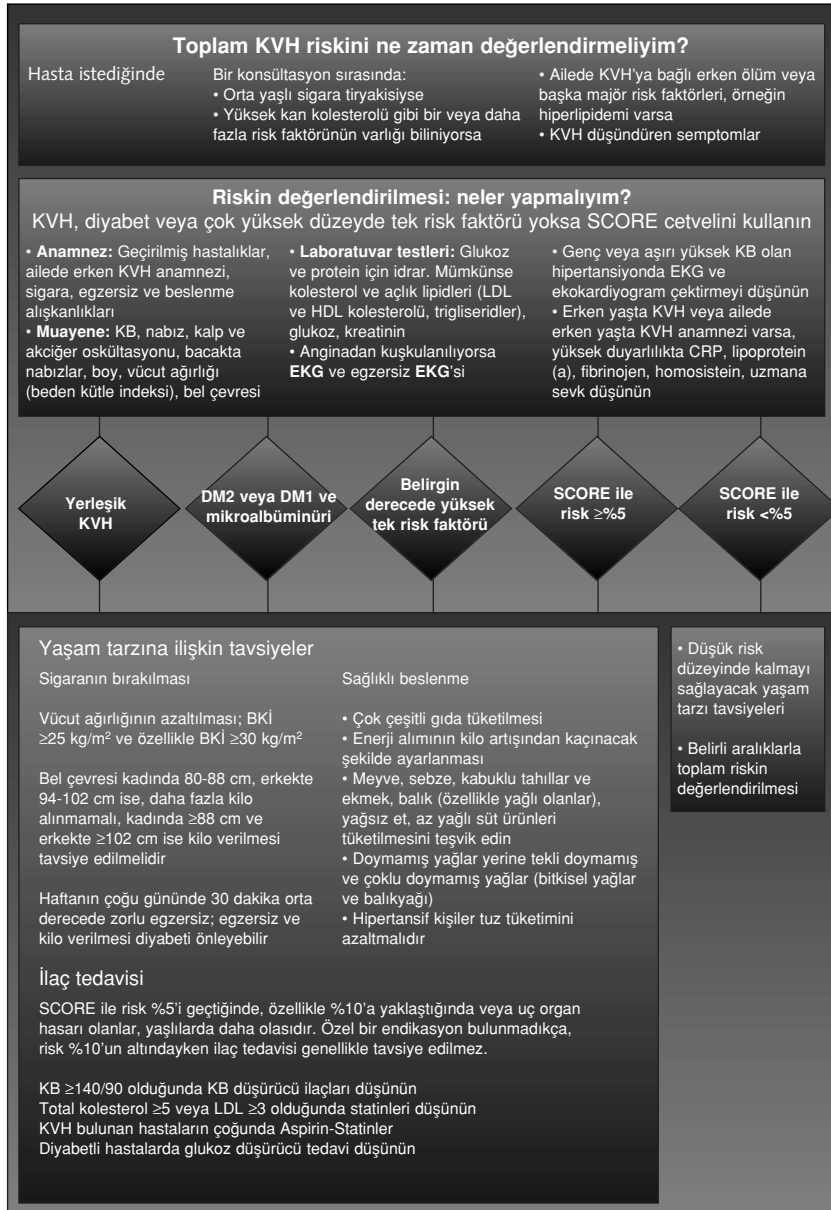 Toplam KVH riskini ne zaman değerlendirmeliyim?
Hasta istediğinde
Bir konsültasyon sırasında:
• Orta yaşlı sigara tiryakisiyse
• Yüksek kan kolesterolü gibi bir veya daha
fazla risk faktörünün varlığı biliniyorsa
• Ailede KVH'ya bağlı erken ölüm veya
başka majör risk faktörleri, örneğin
hiperlipidemi varsa
• KVH düşündüren semptomlar
Riskin değerlendirilmesi: neler yapmalıyım?
KVH, diyabet veya çok yüksek düzeyde tek risk faktörü yoksa SCORE cetvelini kullanın
• Anamnez: Geçirilmiş hastalıklar,
ailede erken KVH anamnezi,
sigara, egzersiz ve beslenme
alışkanlıkları
• Muayene: KB, nabız, kalp ve
akciğer oskültasyonu, bacakta
nabızlar, boy, vücut ağırlığı
(beden kütle indeksi), bel çevresi
• Laboratuvar testleri: Glukoz
ve protein için idrar. Mümkünse
kolesterol ve açlık lipidleri (LDL
ve HDL kolesterolü, trigliseridler),
glukoz, kreatinin
• Anginadan kuşkulanılıyorsa
EKG ve egzersiz EKG'si
• Genç veya aşırı yüksek KB olan
hipertansiyonda EKG ve
ekokardiyogram çektirmeyi düşünün
• Erken yaşta KVH veya ailede
erken yaşta KVH anamnezi varsa,
yüksek duyarlılıkta CRP, lipoprotein
(a), fibrinojen, homosistein, uzmana
sevk düşünün
Yerleşik
KVH
DM2 veya DM1 ve
mikroalbüminüri
Belirgin
derecede yüksek
tek risk faktörü
SCORE ile
risk ≥%5
SCORE ile
risk <%5
Yaşam tarzına ilişkin tavsiyeler
Sigaranın bırakılması
Vücut ağırlığının azaltılması; BKİ
≥25 kg/m² ve özellikle BKİ ≥30 kg/m²
Bel çevresi kadında 80-88 cm, erkekte
94-102 cm ise, daha fazla kilo
alınmamalı, kadında ≥88 cm ve
erkekte ≥102 cm ise kilo verilmesi
tavsiye edilmelidir
Haftanın çoğu gününde 30 dakika orta
derecede zorlu egzersiz; egzersiz ve
kilo verilmesi diyabeti önleyebilir
Sağlıklı beslenme
• Çok çeşitli gıda tüketilmesi
• Enerji alımının kilo artışından kaçınacak
şekilde ayarlanması
• Meyve, sebze, kabuklu tahıllar ve
ekmek, balık (özellikle yağlı olanlar),
yağsız et, az yağlı süt ürünleri
tüketilmesini teşvik edin
• Doymamış yağlar yerine tekli doymamış
ve çoklu doymamış yağlar (bitkisel yağlar
ve balıkyağı)
• Hipertansif kişiler tuz tüketimini
azaltmalıdır
İlaç tedavisi
SCORE ile risk %5'i geçtiğinde, özellikle %10'a yaklaştığında veya uç organ
hasarı olanlar, yaşlılarda daha olasıdır. Özel bir endikasyon bulunmadıkça,
risk %10'un altındayken ilaç tedavisi genellikle tavsiye edilmez.
KB ≥140/90 olduğunda KB düşürücü ilaçları düşünün
Total kolesterol ≥5 veya LDL ≥3 olduğunda statinleri düşünün
KVH bulunan hastaların çoğunda Aspirin-Statinler
Diyabetli hastalarda glukoz düşürücü tedavi düşünün
• Düşük risk
düzeyinde kalmayı
sağlayacak yaşam
tarzı tavsiyeleri
• Belirli aralıklarla
toplam riskin
değerlendirilmesi